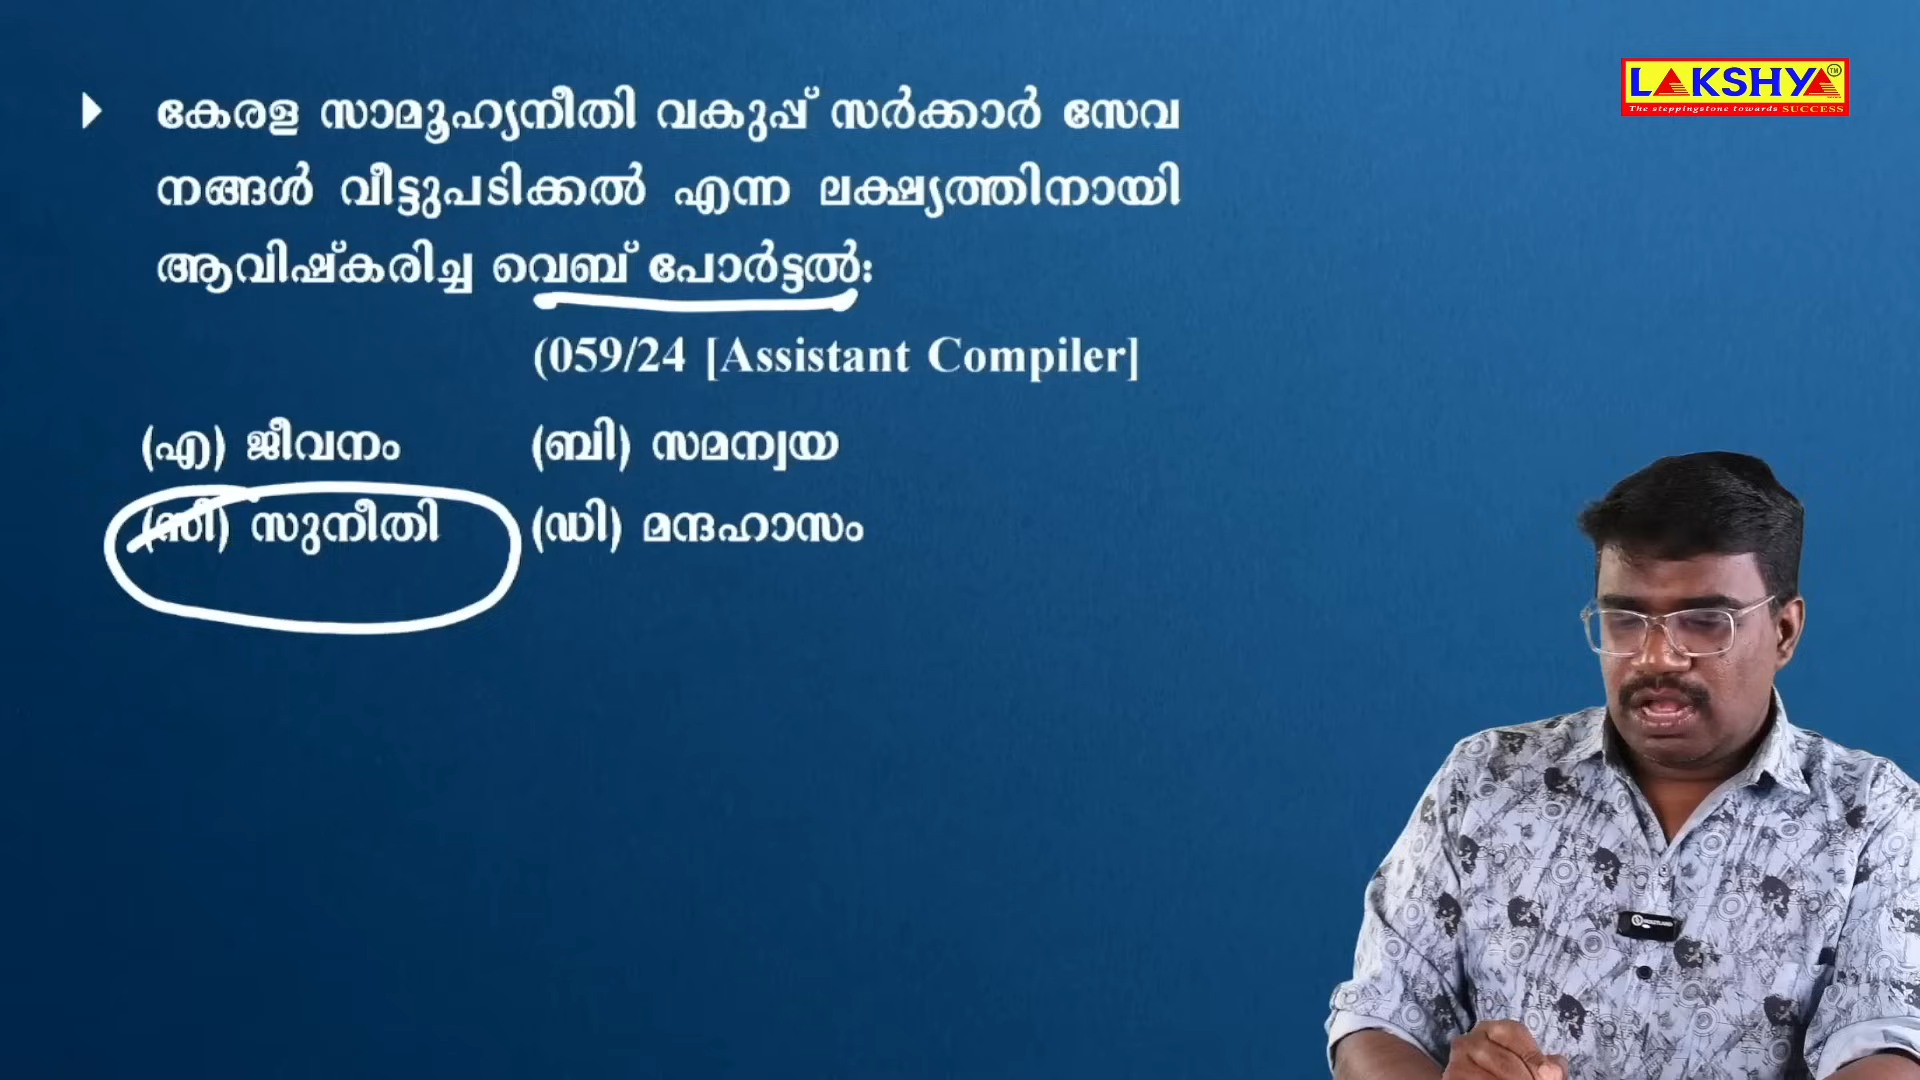 കേരള സാമൂഹ്യനീതി വകുപ്പ് സർക്കാർ സേവ
നങ്ങൾ വീട്ടുപടിക്കൽ എന്ന ലക്ഷ്യത്തിനായി
ആവിഷ്കരിച്ച വെബ് പോർട്ടൽ:
(059/24 [Assistant Compiler]
(എ) ജീവനം (ബി) സമന്വയ
(സി) സുനീതി (ഡി) മന്ദഹാസം
LAKSHYA TM
The steppingstone towards SUCCESS